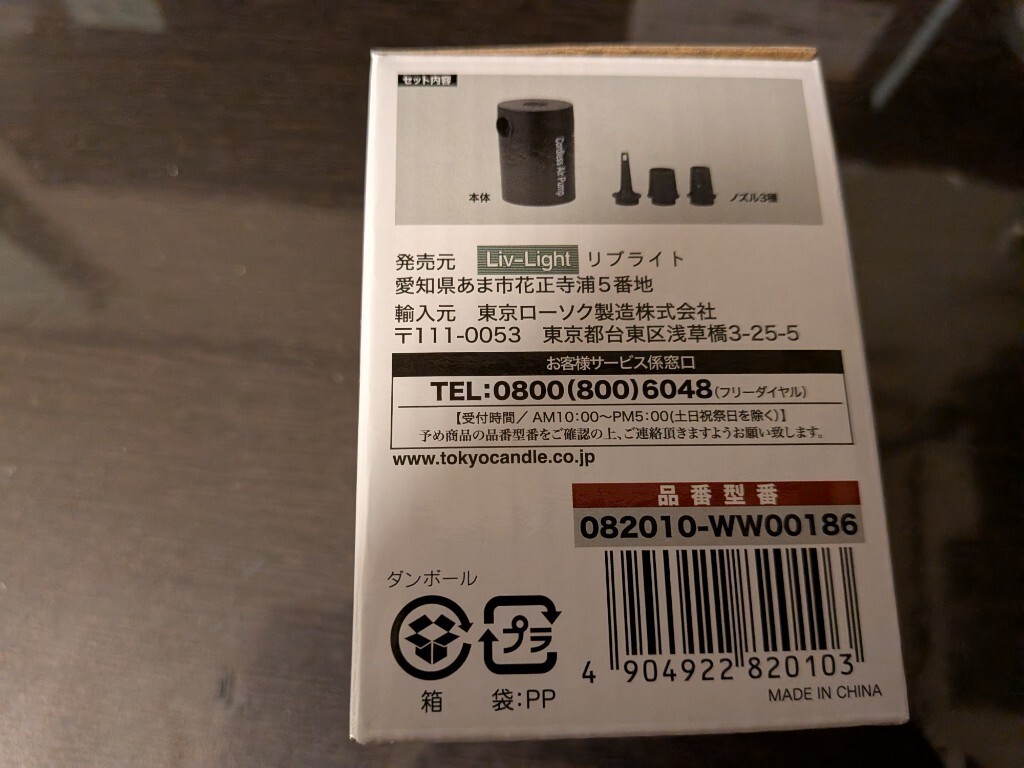 セット内容
Cordless Air Pump
本体
ノズル3種
発売元 Liv-Light リブライト
愛知県あま市花正寺浦5番地
輸入元 東京ローソク製造株式会社
〒111-0053 東京都台東区浅草橋3-25-5
お客様サービス係窓口
TEL:0800(800)6048(フリーダイヤル)
【受付時間/AM10:00～PM5:00(土日祝祭日を除く)】
予め商品の品番型番をご確認の上、ご連絡頂きますようお願い致します。
www.tokyocandle.co.jp
品番型番
082010-WW00186
ダンボール
プラ
箱 袋:PP
4 904922 820103
MADE IN CHINA